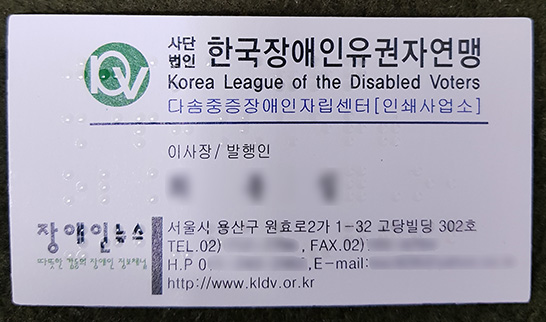 사단법인 한국장애인유권자연맹
Korea League of the Disabled Voters
다솜중증장애인자립센터[인쇄사업소]
이사장/ 발행인
장애인뉴스
따뜻한 감동의 장애인 정보채널
서울시 용산구 원효로2가 1-32 고당빌딩 302호
TEL.02) , FAX.02)
H.P 0 , E-mail:
http://www.kldv.or.kr